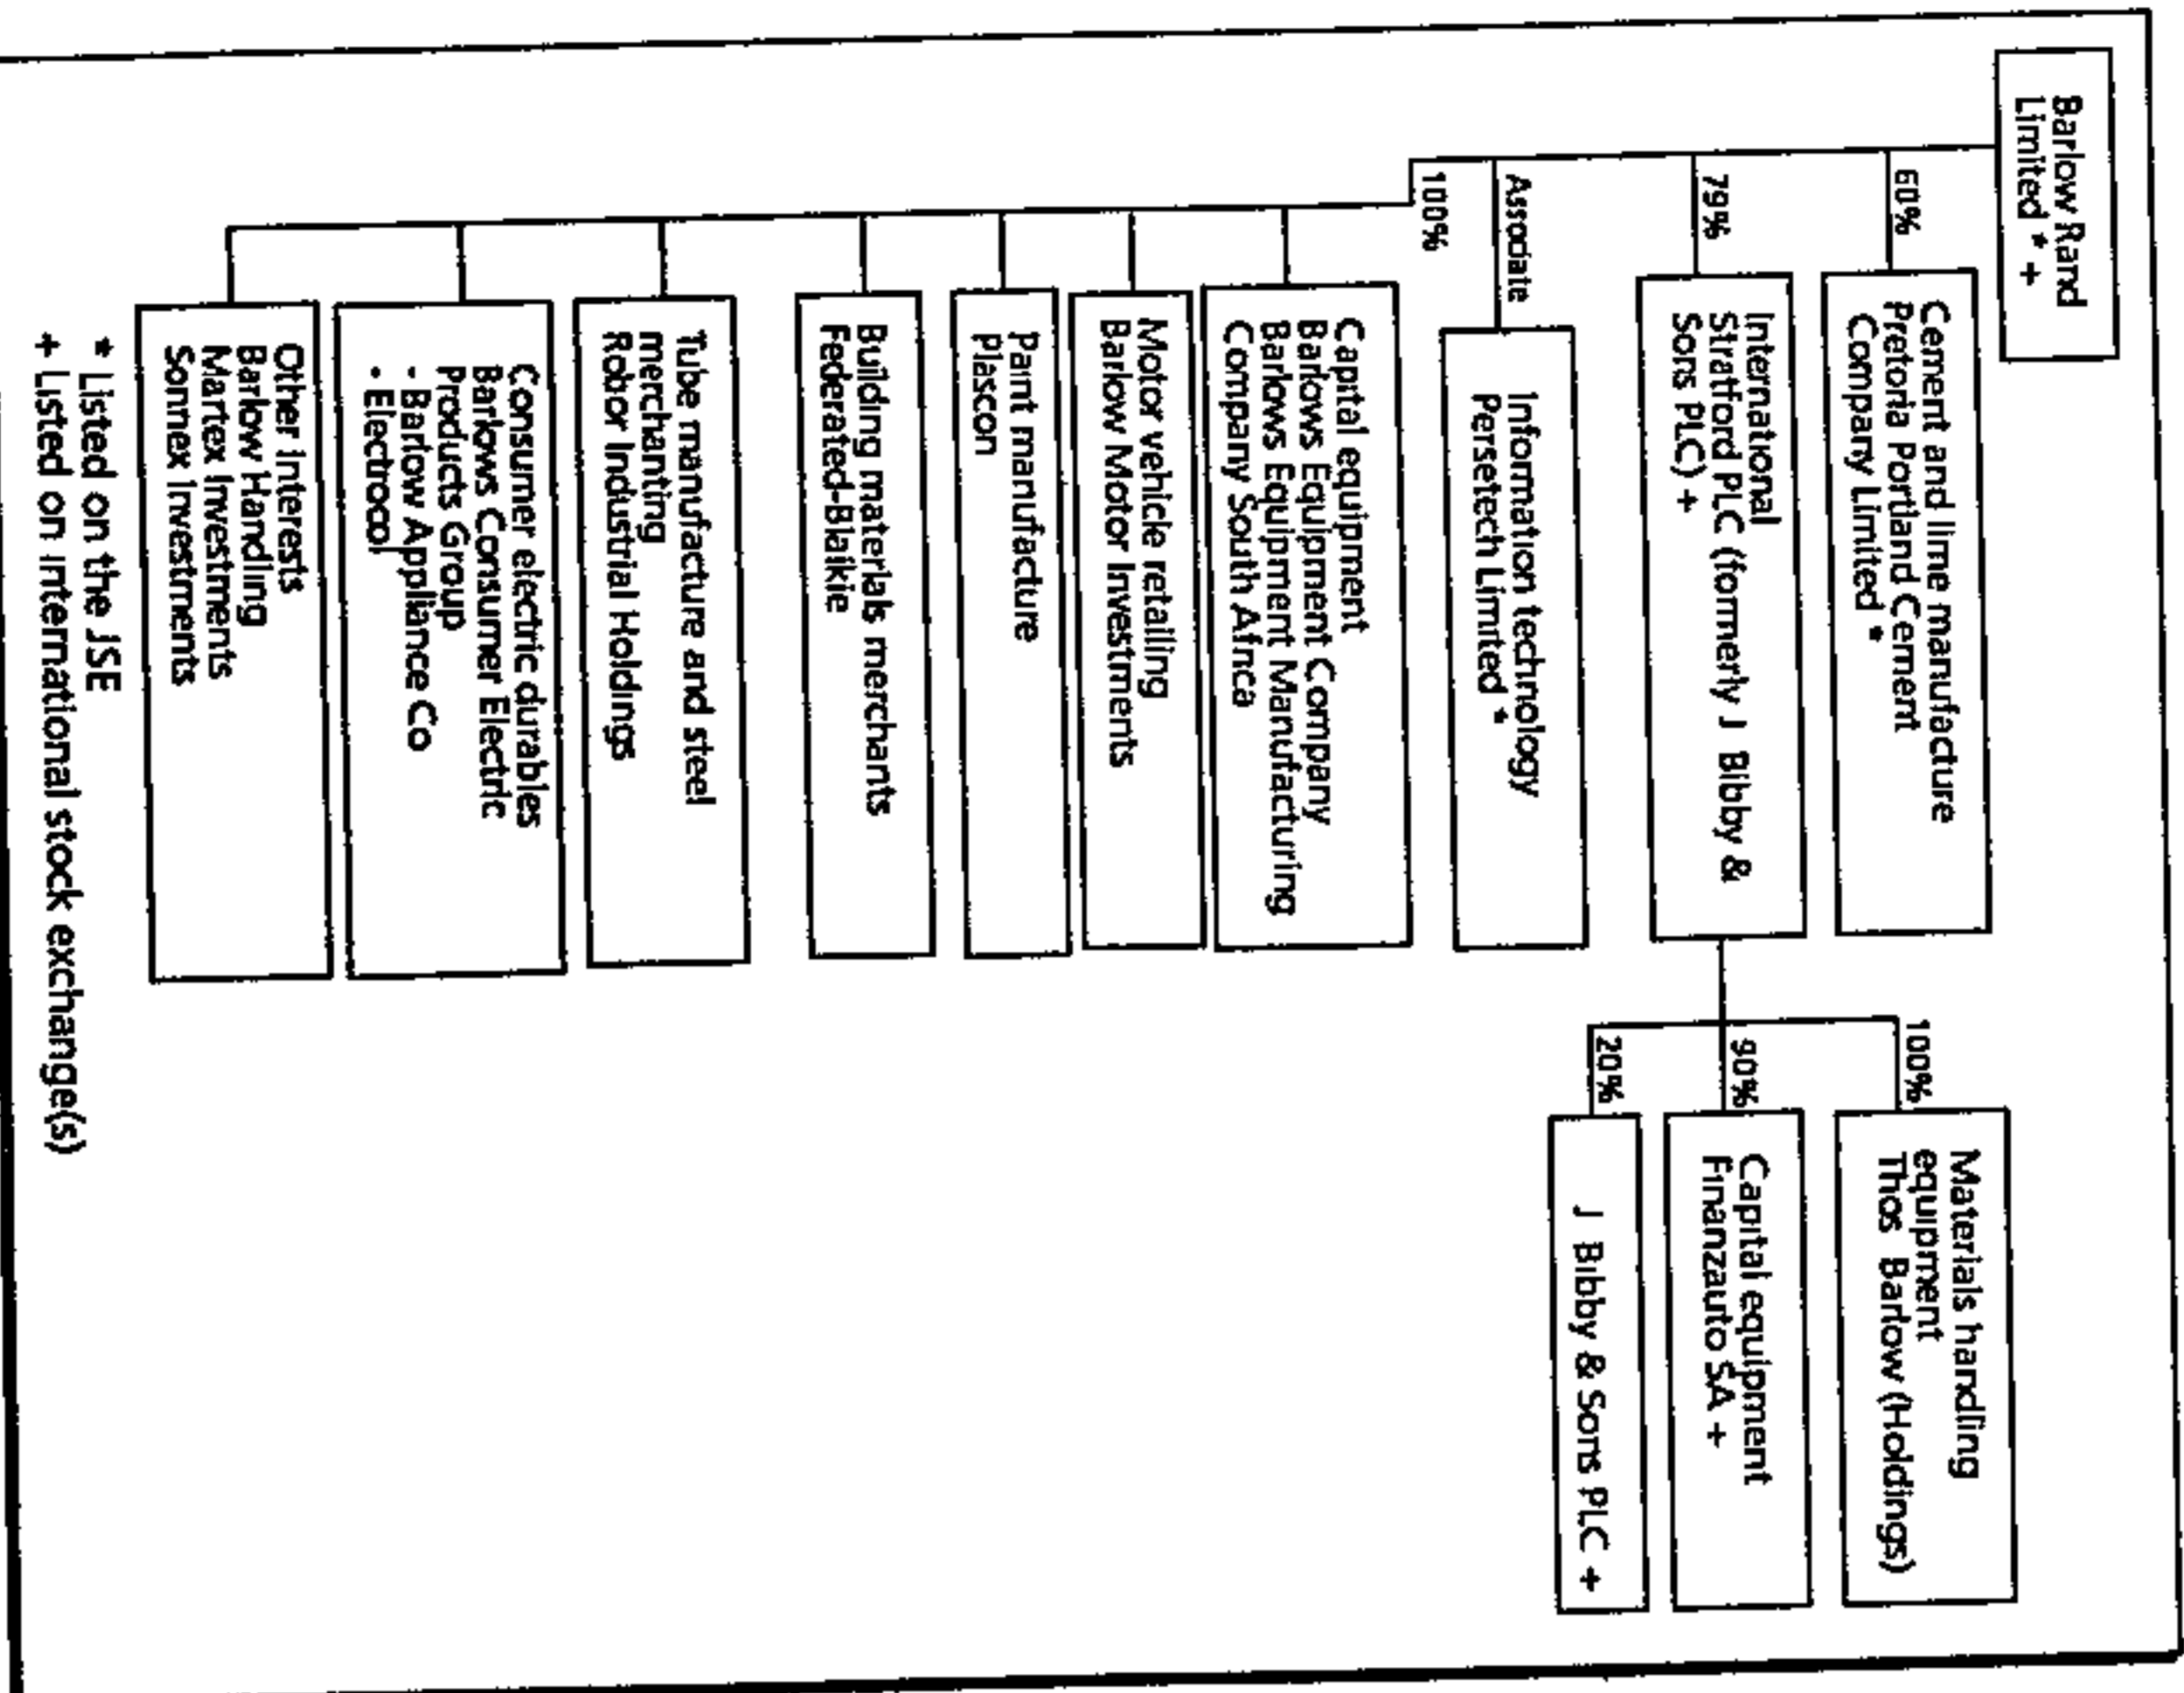 Barlow Rand
Limited * +
60%
Cement and lime manufacture
Pretoria Portland Cement
Company Limited *
79%
International
Stratford PLC (formerly J Bibby &
Sons PLC) +
100%
Materials handling
equipment
Thos Barlow (Holdings)
90%
Capital equipment
Finanzauto SA +
20%
J Bibby & Sons PLC +
Associate
Information technology
Persetech Limited *
100%
Capital equipment
Barlows Equipment Company
Barlows Equipment Manufacturing
Company South Africa
Motor vehicle retailing
Barlow Motor Investments
Paint manufacture
Plascon
Building materials merchants
Federated-Blaikie
Tube manufacture and steel
merchanting
Robor Industrial Holdings
Consumer electric durables
Barlows Consumer Electric
Products Group
- Barlow Appliance Co
- Electrocol
Other interests
Barlow Handling
Martex Investments
Sonnex Investments
* Listed on the JSE
+ Listed on international stock exchange(s)